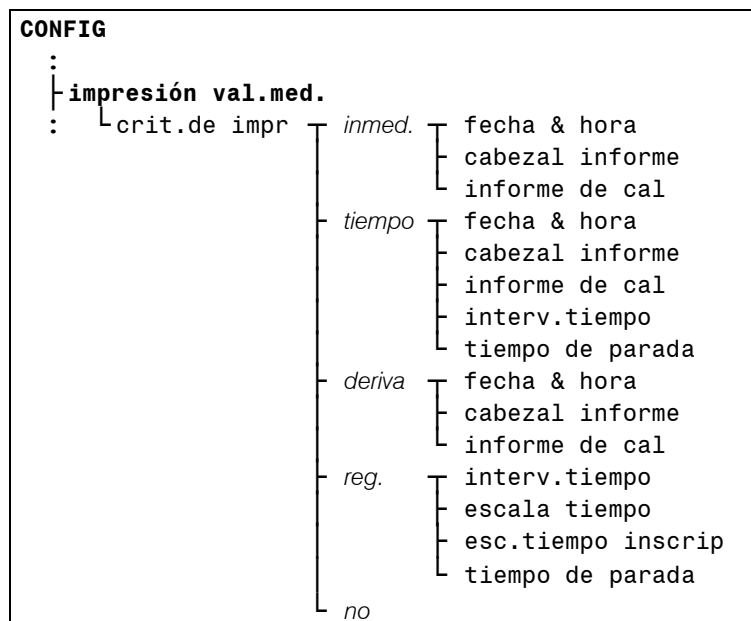 CONFIG
:
impresión val.med.
: crit.de impr inmed. fecha & hora
cabezal informe
informe de cal
tiempo fecha & hora
cabezal informe
informe de cal
interv.tiempo
tiempo de parada
deriva fecha & hora
cabezal informe
informe de cal
reg. interv.tiempo
escala tiempo
esc.tiempo inscrip
tiempo de parada
no